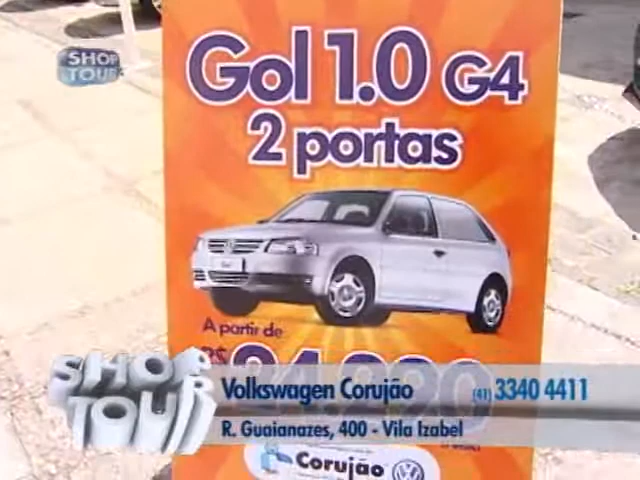 SHOP
TOUR
Gol 1.0 G4
2 portas
A partir de
R$
SHOP
TOUR
Volkswagen Corujão (41) 3340 4411
R. Guaianazes, 400 - Vila Izabel
Corujão